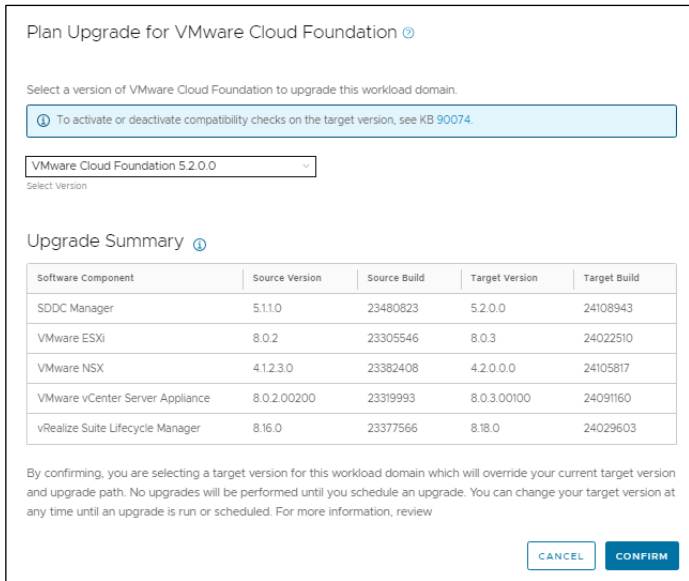 Plan Upgrade for VMware Cloud Foundation
Select a version of VMware Cloud Foundation to upgrade this workload domain.
To activate or deactivate compatibility checks on the target version, see KB 90074.
VMware Cloud Foundation 5.2.0.0
Select Version
Upgrade Summary
Software Component Source Version Source Build Target Version Target Build
SDDC Manager 5.1.1.0 23480823 5.2.0.0 24108943
VMware ESXi 8.0.2 23305546 8.0.3 24022510
VMware NSX 4.1.2.3.0 23382408 4.2.0.0.0 24105817
VMware vCenter Server Appliance 8.0.2.00200 23319993 8.0.3.00100 24091160
vRealize Suite Lifecycle Manager 8.16.0 23377566 8.18.0 24029603
By confirming, you are selecting a target version for this workload domain which will override your current target version
and upgrade path. No upgrades will be performed until you schedule an upgrade. You can change your target version at
any time until an upgrade is run or scheduled. For more information, review
CANCEL CONFIRM